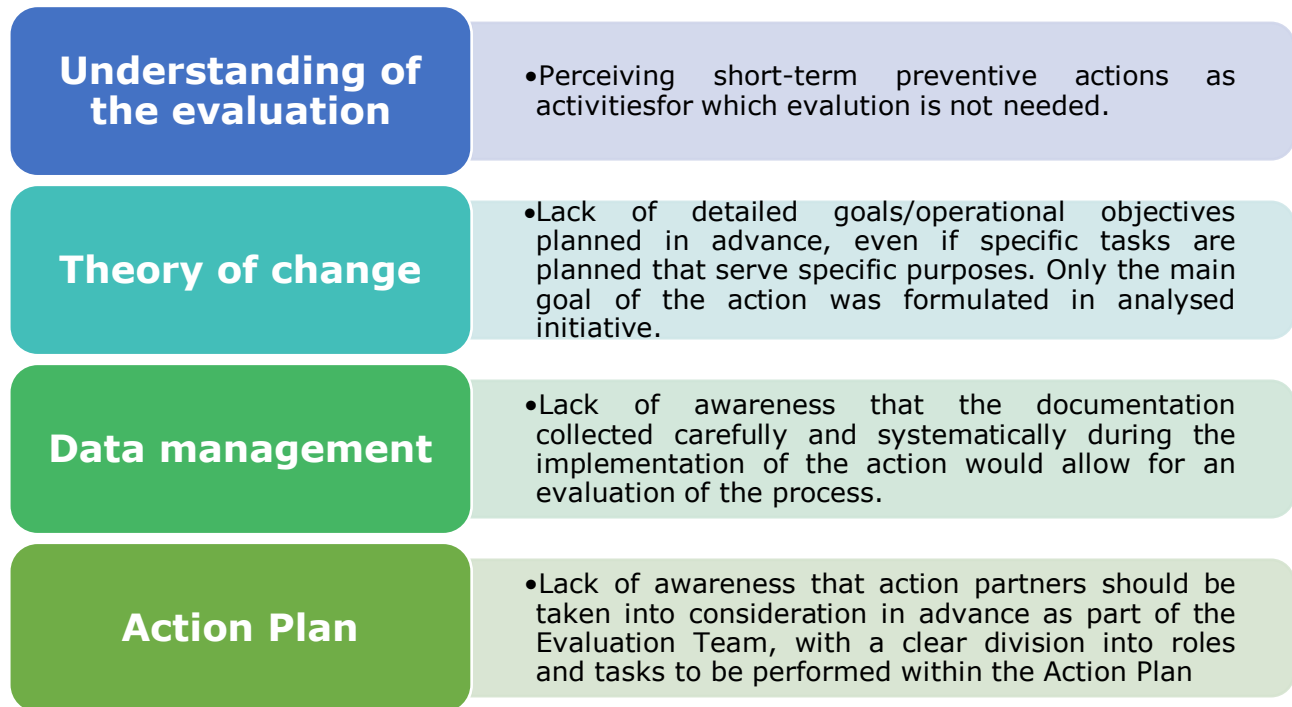 Understanding of
the evaluation
•Perceiving short-term preventive actions as
activitiesfor which evalution is not needed.
Theory of change
•Lack of detailed goals/operational objectives
planned in advance, even if specific tasks are
planned that serve specific purposes. Only the main
goal of the action was formulated in analysed
initiative.
Data management
•Lack of awareness that the documentation
collected carefully and systematically during the
implementation of the action would allow for an
evaluation of the process.
Action Plan
•Lack of awareness that action partners should be
taken into consideration in advance as part of the
Evaluation Team, with a clear division into roles
and tasks to be performed within the Action Plan